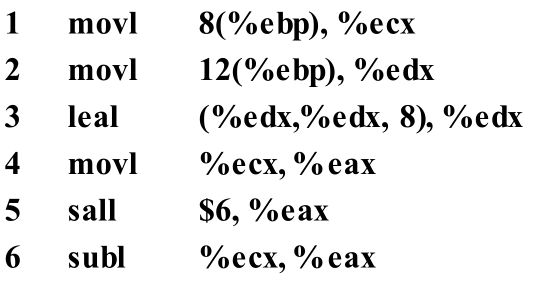 1 movl 8(%ebp), %ecx
2 movl 12(%ebp), %edx
3 leal (%edx,%edx, 8), %edx
4 movl %ecx, %eax
5 sall $6, %eax
6 subl %ecx, %eax